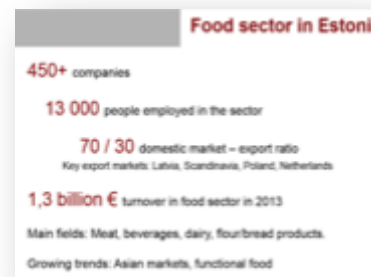 Food sector in Estoni
450+ companies
13 000 people employed in the sector
70 / 30 domestic market – export ratio
Key export markets: Latvia, Scandinavia, Poland, Netherlands
1,3 billion € turnover in food sector in 2013
Main fields: Meat, beverages, dairy, flour/bread products.
Growing trends: Asian markets, functional food